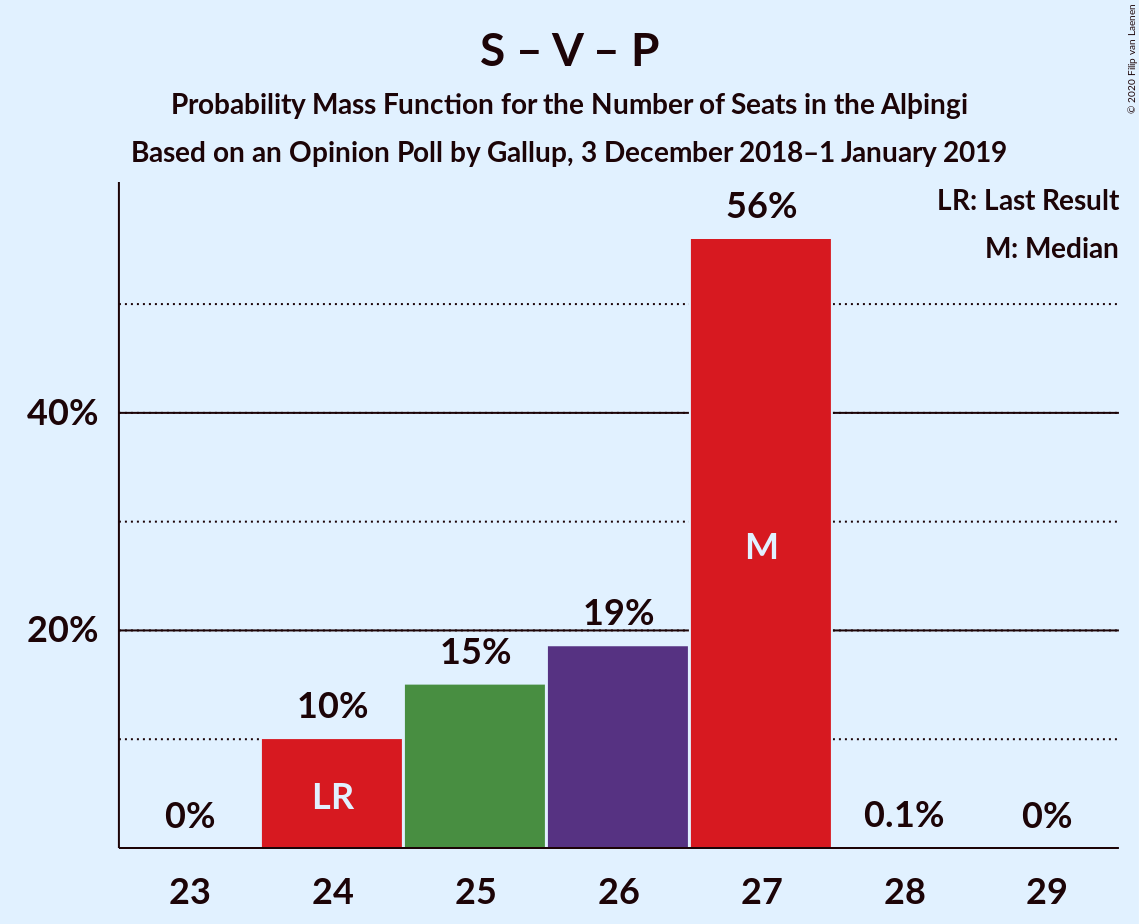 S – V – P
Probability Mass Function for the Number of Seats in the Alþingi
Based on an Opinion Poll by Gallup, 3 December 2018–1 January 2019
© 2020 Filip van Laenen
LR: Last Result
M: Median
56%
40%
M
19%
20%
15%
10%
LR
0%
0.1%
0%
23 24 25 26 27 28 29